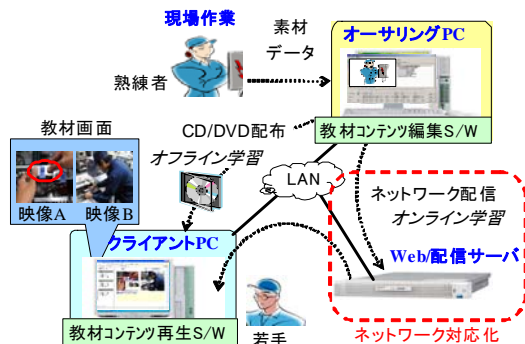 現場作業
素材
データ
熟練者
オーサリングPC
教材コンテンツ編集S/W
教材画面
映像A
映像B
CD/DVD配布
オフライン学習
LAN
ネットワーク配信
オンライン学習
Web/配信サーバ
クライアントPC
教材コンテンツ再生S/W
若手
ネットワーク対応化